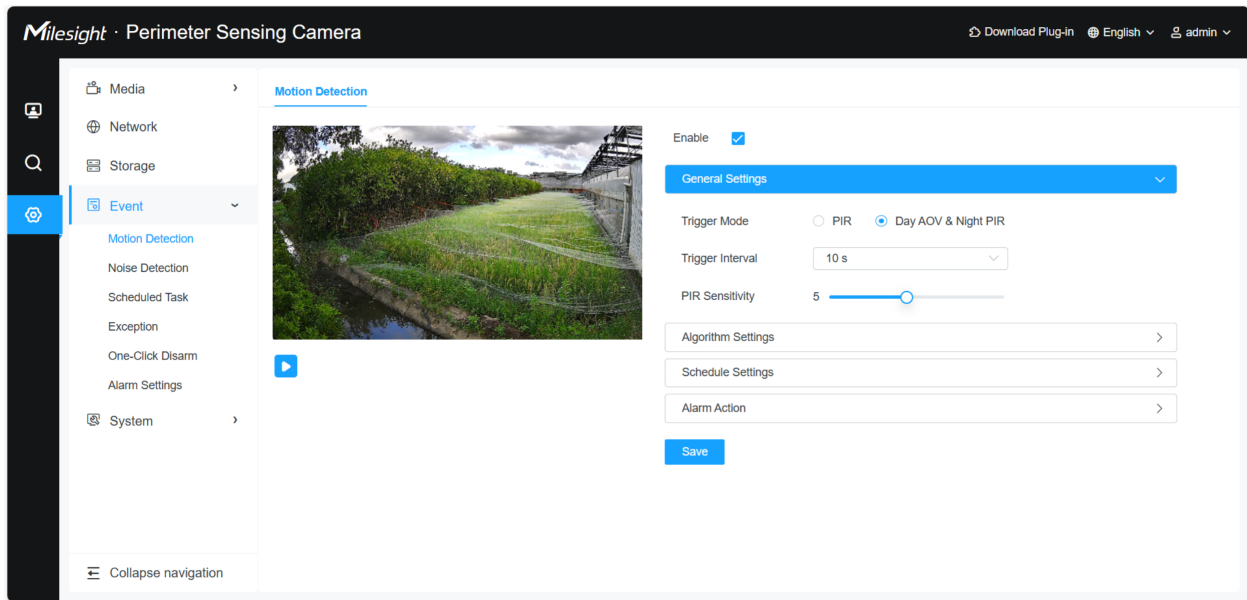 Milesight · Perimeter Sensing Camera
Download Plug-in English admin
Media
Network
Storage
Event
Motion Detection
Noise Detection
Scheduled Task
Exception
One-Click Disarm
Alarm Settings
System
Collapse navigation
Motion Detection
Enable
General Settings
Trigger Mode PIR Day AOV & Night PIR
Trigger Interval 10 s
PIR Sensitivity 5
Algorithm Settings
Schedule Settings
Alarm Action
Save